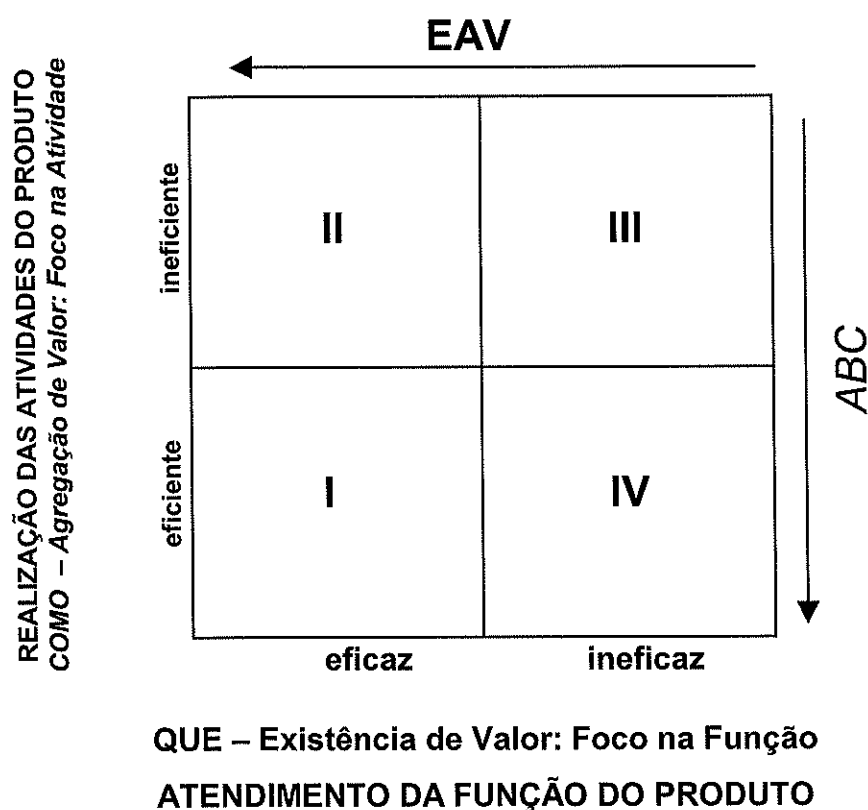 EAV
REALIZAÇÃO DAS ATIVIDADES DO PRODUTO
COMO – Agregação de Valor: Foco na Atividade
ineficiente
II
III
ABC
eficiente
I
IV
eficaz
ineficaz
QUE – Existência de Valor: Foco na Função
ATENDIMENTO DA FUNÇÃO DO PRODUTO